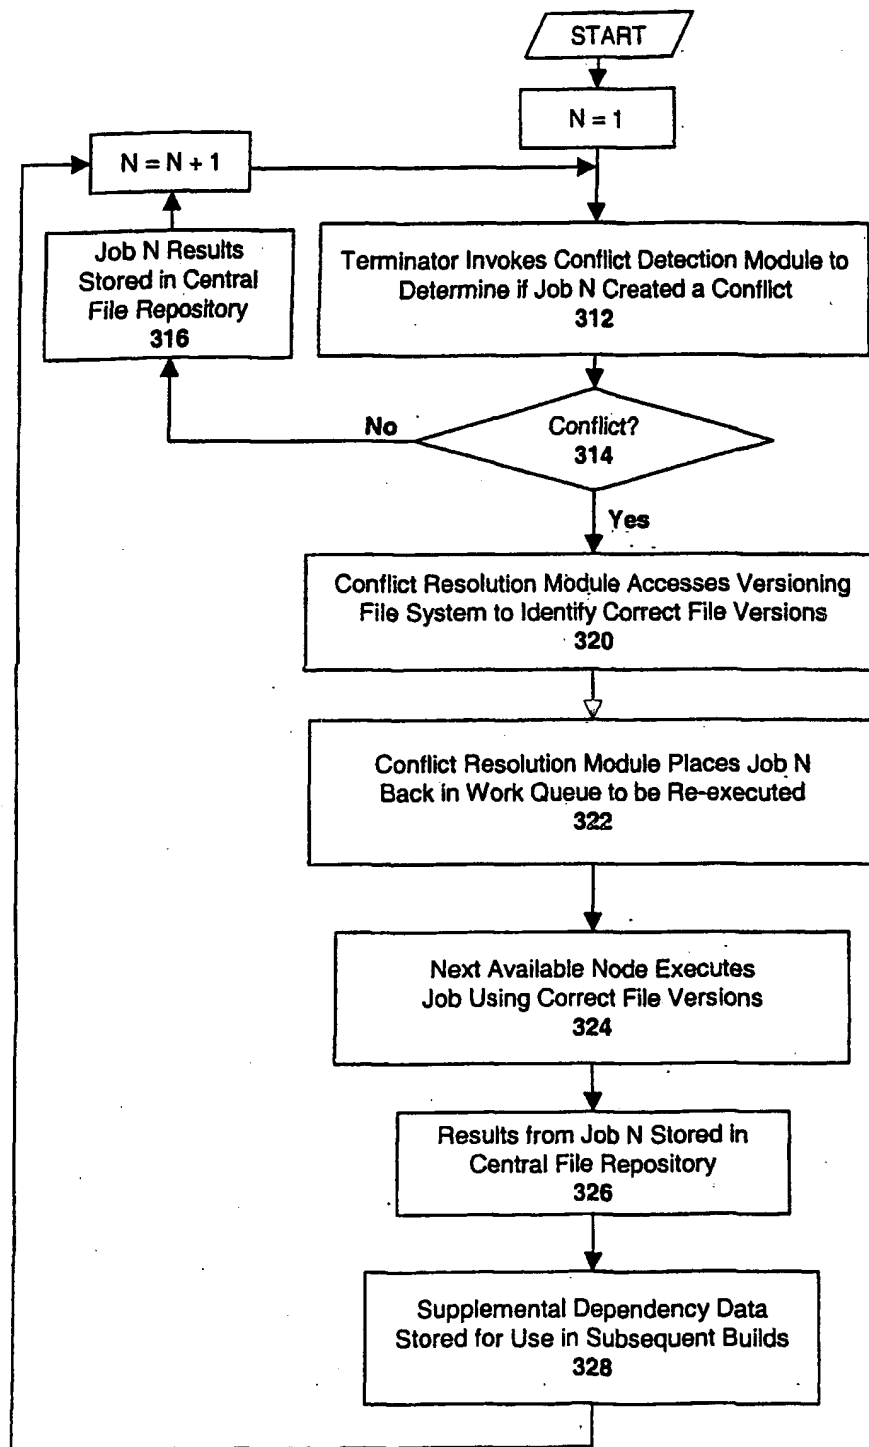 START
N = 1
N = N + 1
Job N Results
Stored in Central
File Repository
316
Terminator Invokes Conflict Detection Module to
Determine if Job N Created a Conflict
312
No
Conflict?
314
Yes
Conflict Resolution Module Accesses Versioning
File System to Identify Correct File Versions
320
Conflict Resolution Module Places Job N
Back in Work Queue to be Re-executed
322
Next Available Node Executes
Job Using Correct File Versions
324
Results from Job N Stored in
Central File Repository
326
Supplemental Dependency Data
Stored for Use in Subsequent Builds
328